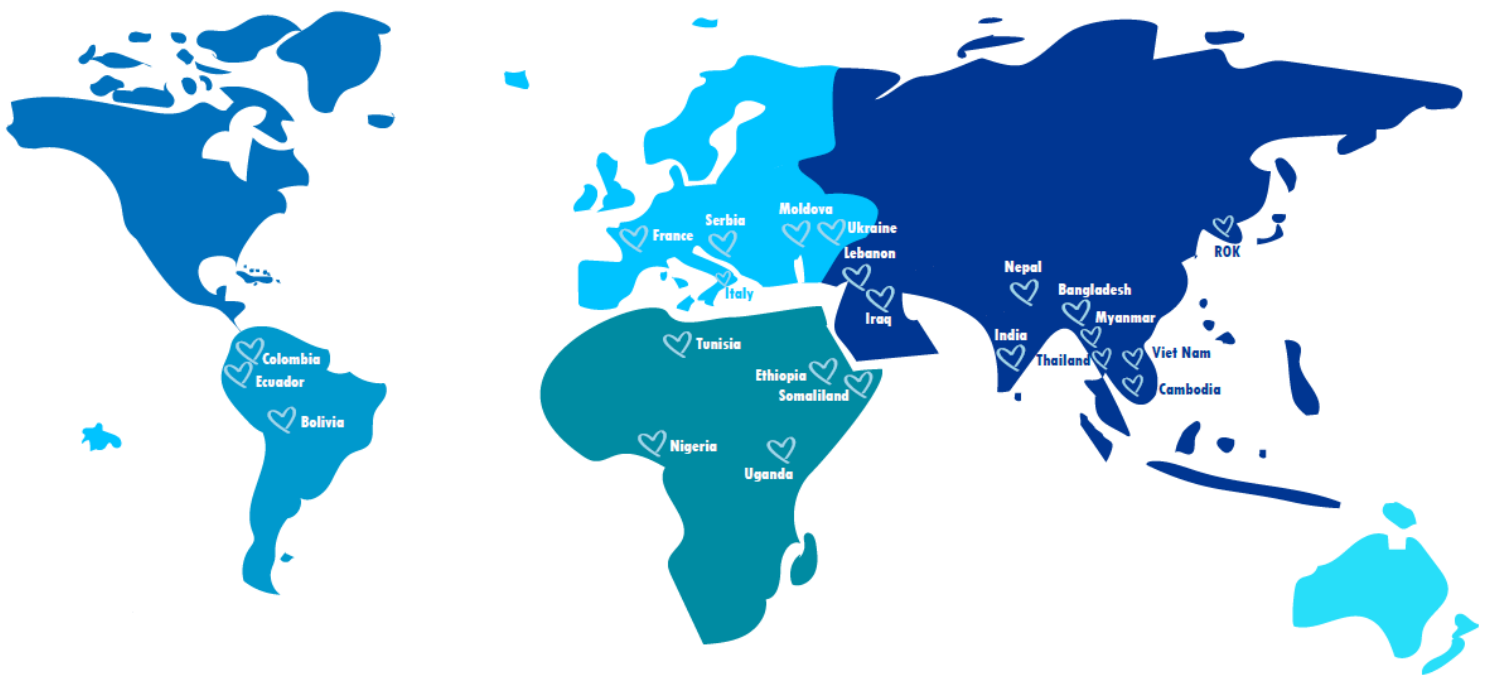 Moldova
Serbia
Ukraine
France
Lebanon
ROK
Nepal
Italy
Bangladesh
Iraq
Myanmar
India
Tunisia
Viet Nam
Colombia
Thailand
Ethiopia
Ecuador
Cambodia
Somaliland
Bolivia
Nigeria
Uganda